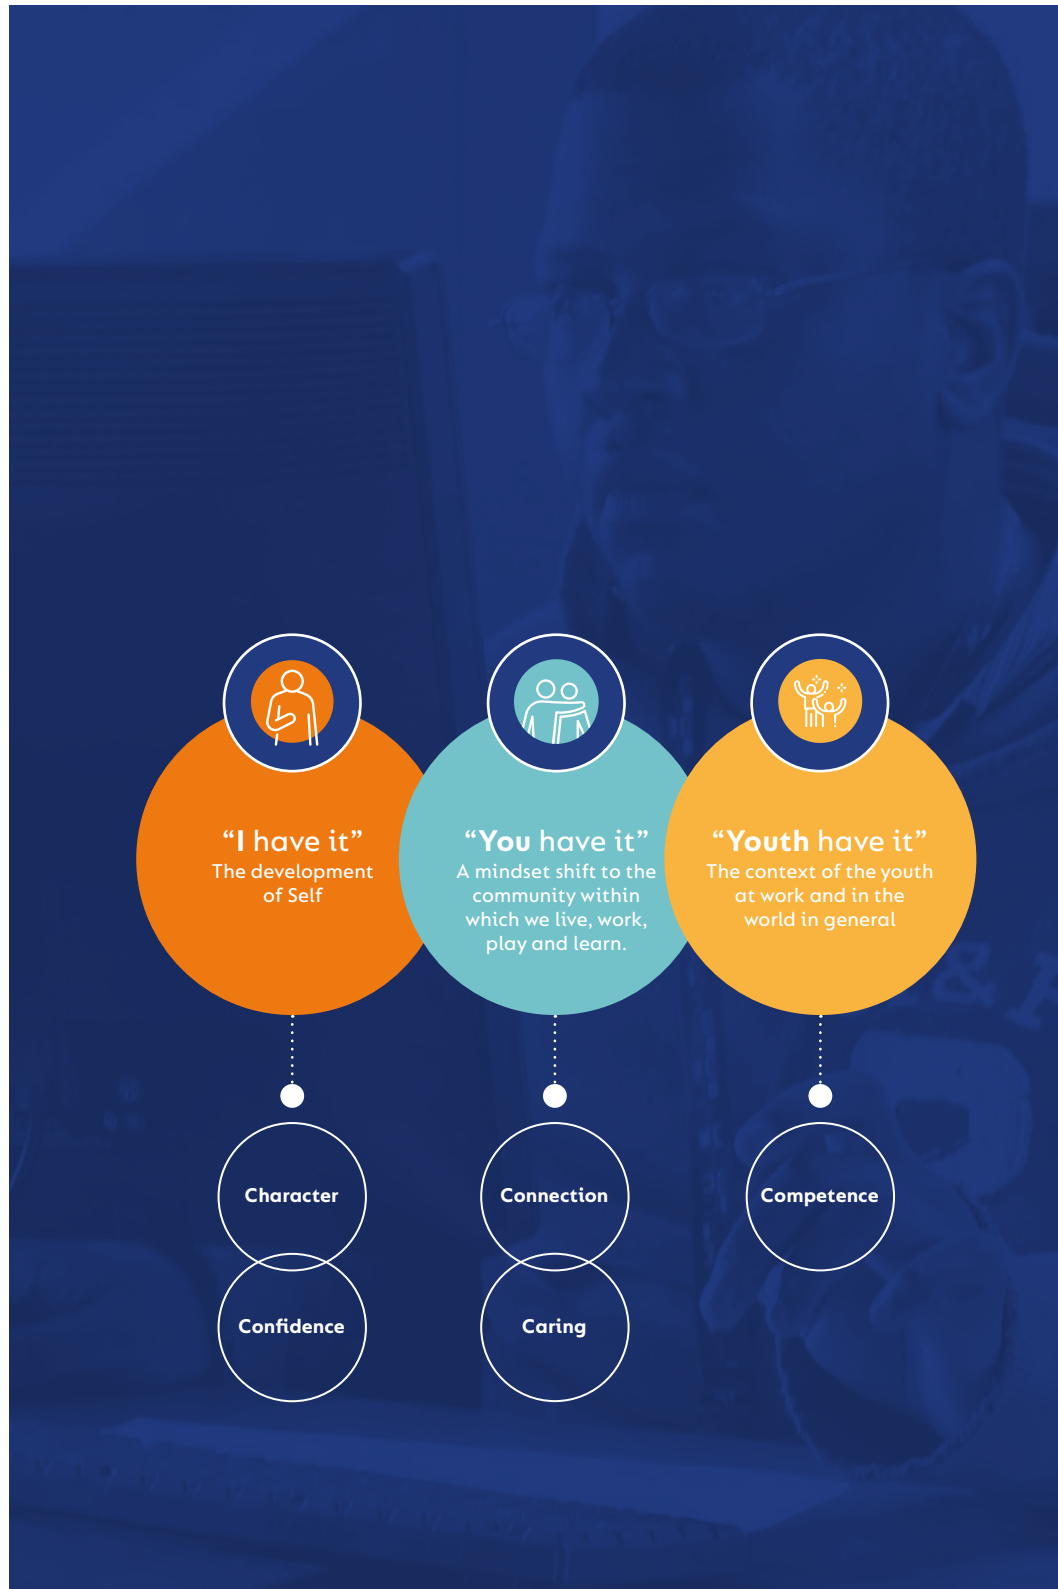 “I have it”
The development
of Self
“You have it”
A mindset shift to the
community within
which we live, work,
play and learn.
“Youth have it”
The context of the youth
at work and in the
world in general
Character
Confidence
Connection
Caring
Competence